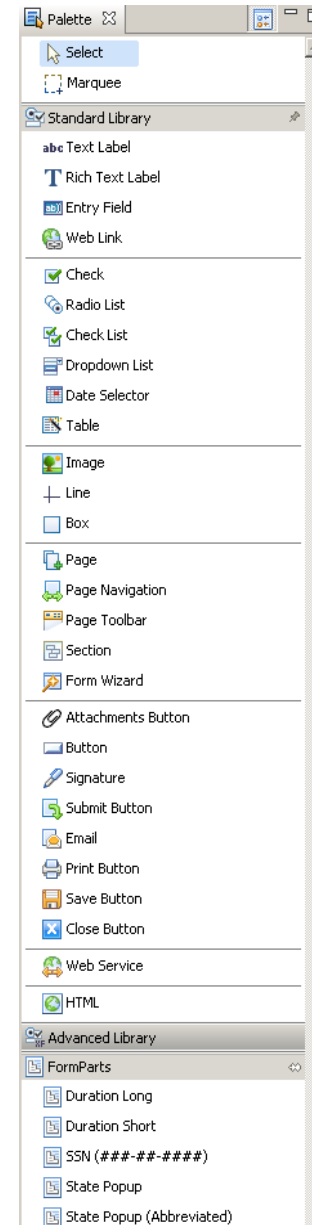 Palette
Select
Marquee
Standard Library
abc Text Label
T Rich Text Label
ab Entry Field
Web Link
Check
Radio List
Check List
Dropdown List
Date Selector
Table
Image
Line
Box
Page
Page Navigation
Page Toolbar
Section
Form Wizard
Attachments Button
Button
Signature
Submit Button
Email
Print Button
Save Button
Close Button
Web Service
HTML
Advanced Library
FormParts
Duration Long
Duration Short
SSN (###-##-####)
State Popup
State Popup (Abbreviated)